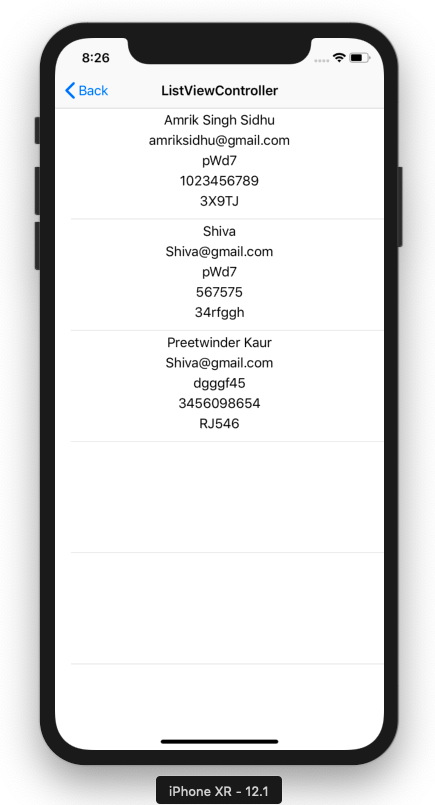 8:26
Back
ListViewController
Amrik Singh Sidhu
amriksidhu@gmail.com
pWd7
1023456789
3X9TJ
Shiva
Shiva@gmail.com
pWd7
567575
34rfggh
Preetwinder Kaur
Shiva@gmail.com
dgggf45
3456098654
RJ546
iPhone XR - 12.1